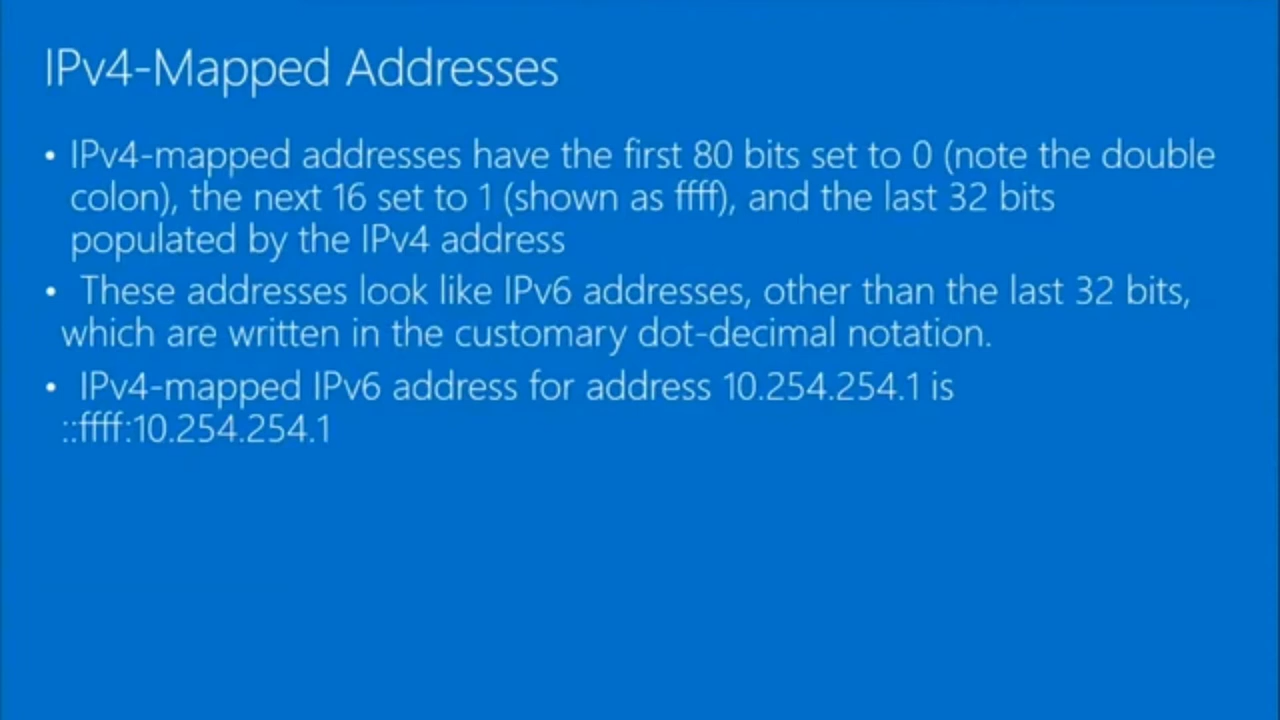 IPv4-Mapped Addresses
• IPv4-mapped addresses have the first 80 bits set to 0 (note the double
colon), the next 16 set to 1 (shown as ffff), and the last 32 bits
populated by the IPv4 address
• These addresses look like IPv6 addresses, other than the last 32 bits,
which are written in the customary dot-decimal notation.
• IPv4-mapped IPv6 address for address 10.254.254.1 is
::ffff:10.254.254.1